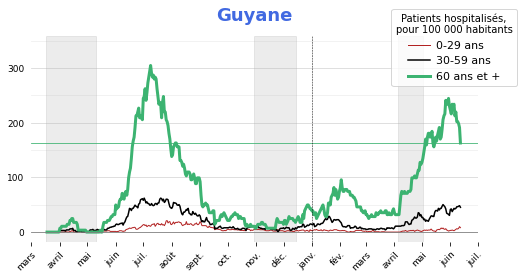 Guyane
Patients hospitalisés,
pour 100 000 habitants
0-29 ans
30-59 ans
60 ans et +
300
200
100
0
mars
avril
mai
juin
juil.
août
sept.
oct.
nov.
déc.
janv.
fév.
mars
avril
mai
juin
juil.